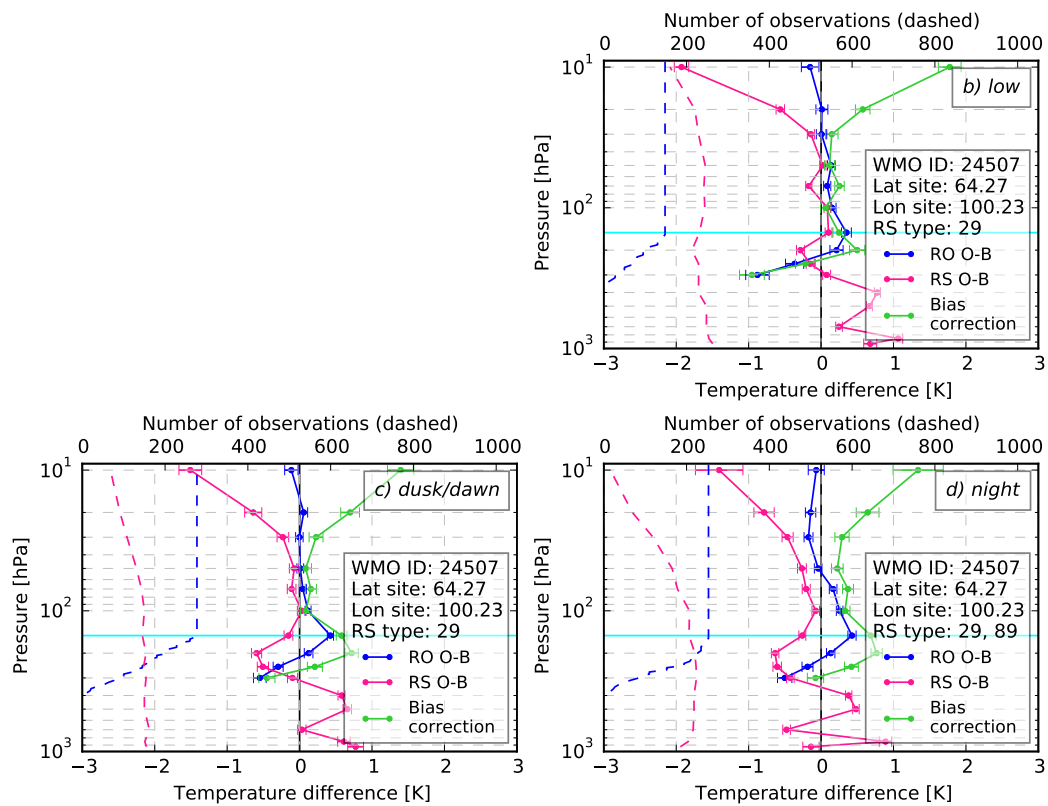 Number of observations (dashed)
0 200 400 600 800 1000
b) low
10¹
10²
10³
Pressure [hPa]
WMO ID: 24507
Lat site: 64.27
Lon site: 100.23
RS type: 29
RO O-B
RS O-B
Bias
correction
−3 −2 −1 0 1 2 3
Temperature difference [K]
Number of observations (dashed)
0 200 400 600 800 1000
c) dusk/dawn
10¹
10²
10³
Pressure [hPa]
WMO ID: 24507
Lat site: 64.27
Lon site: 100.23
RS type: 29
RO O-B
RS O-B
Bias
correction
−3 −2 −1 0 1 2 3
Temperature difference [K]
Number of observations (dashed)
0 200 400 600 800 1000
d) night
10¹
10²
10³
Pressure [hPa]
WMO ID: 24507
Lat site: 64.27
Lon site: 100.23
RS type: 29, 89
RO O-B
RS O-B
Bias
correction
−3 −2 −1 0 1 2 3
Temperature difference [K]